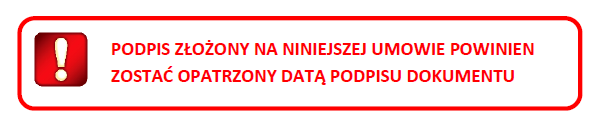 PODPIS ZŁOŻONY NA NINIEJSZEJ UMOWIE POWINIEN
ZOSTAĆ OPATRZONY DATĄ PODPISU DOKUMENTU